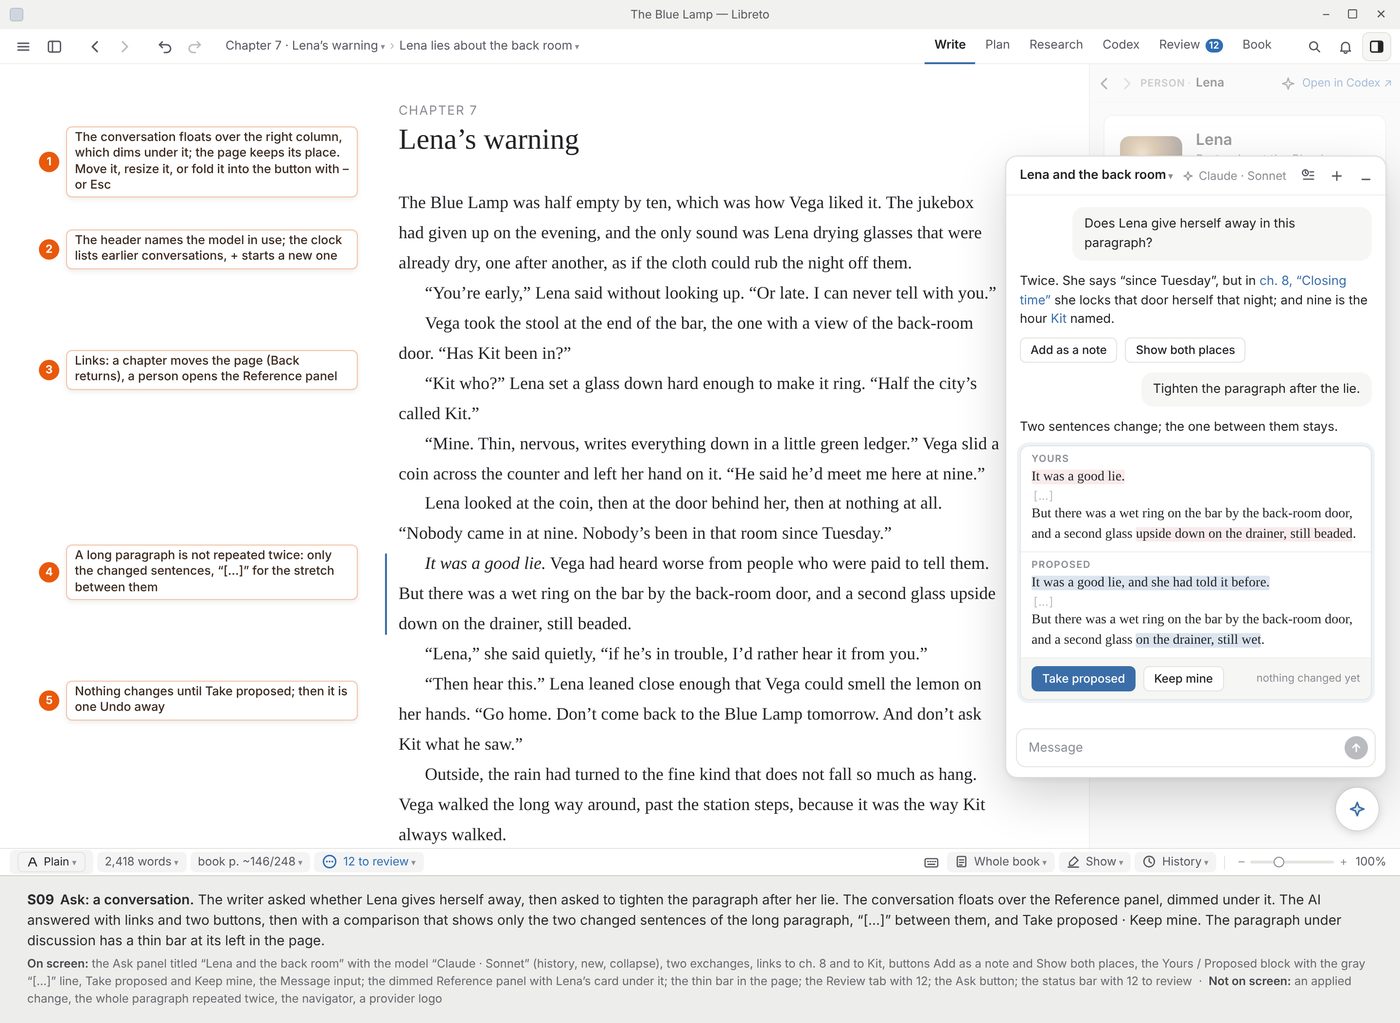 The Blue Lamp — Libreto
Chapter 7 · Lena’s warning › Lena lies about the back room
Write Plan Research Codex Review 12 Book
PERSON · Lena Open in Codex ↗
Lena
CHAPTER 7
Lena’s warning
The Blue Lamp was half empty by ten, which was how Vega liked it. The jukebox
had given up on the evening, and the only sound was Lena drying glasses that were
already dry, one after another, as if the cloth could rub the night off them.
“You’re early,” Lena said without looking up. “Or late. I can never tell with you.”
Vega took the stool at the end of the bar, the one with a view of the back-room
door. “Has Kit been in?”
“Kit who?” Lena set a glass down hard enough to make it ring. “Half the city’s
called Kit.”
“Mine. Thin, nervous, writes everything down in a little green ledger.” Vega slid a
coin across the counter and left her hand on it. “He said he’d meet me here at nine.”
Lena looked at the coin, then at the door behind her, then at nothing at all.
“Nobody came in at nine. Nobody’s been in that room since Tuesday.”
It was a good lie. Vega had heard worse from people who were paid to tell them.
But there was a wet ring on the bar by the back-room door, and a second glass upside
down on the drainer, still beaded.
“Lena,” she said quietly, “if he’s in trouble, I’d rather hear it from you.”
“Then hear this.” Lena leaned close enough that Vega could smell the lemon on
her hands. “Go home. Don’t come back to the Blue Lamp tomorrow. And don’t ask
Kit what he saw.”
Outside, the rain had turned to the fine kind that does not fall so much as hang.
Vega walked the long way around, past the station steps, because it was the way Kit
always walked.
1
The conversation floats over the right column,
which dims under it; the page keeps its place.
Move it, resize it, or fold it into the button with –
or Esc
2
The header names the model in use; the clock
lists earlier conversations, + starts a new one
3
Links: a chapter moves the page (Back
returns), a person opens the Reference panel
4
A long paragraph is not repeated twice: only
the changed sentences, “[…]” for the stretch
between them
5
Nothing changes until Take proposed; then it is
one Undo away
Lena and the back room Claude · Sonnet
Does Lena give herself away in this
paragraph?
Twice. She says “since Tuesday”, but in ch. 8, “Closing
time” she locks that door herself that night; and nine is the
hour Kit named.
Add as a note Show both places
Tighten the paragraph after the lie.
Two sentences change; the one between them stays.
YOURS
It was a good lie.
[…]
But there was a wet ring on the bar by the back-room door,
and a second glass upside down on the drainer, still beaded.
PROPOSED
It was a good lie, and she had told it before.
[…]
But there was a wet ring on the bar by the back-room door,
and a second glass on the drainer, still wet.
Take proposed Keep mine nothing changed yet
Message
A Plain 2,418 words book p. ~146/248 12 to review Whole book Show History − + 100%
S09 Ask: a conversation. The writer asked whether Lena gives herself away, then asked to tighten the paragraph after her lie. The conversation floats over the Reference panel, dimmed under it. The AI
answered with links and two buttons, then with a comparison that shows only the two changed sentences of the long paragraph, “[…]” between them, and Take proposed · Keep mine. The paragraph under
discussion has a thin bar at its left in the page.
On screen: the Ask panel titled “Lena and the back room” with the model “Claude · Sonnet” (history, new, collapse), two exchanges, links to ch. 8 and to Kit, buttons Add as a note and Show both places, the Yours / Proposed block with the gray
“[…]” line, Take proposed and Keep mine, the Message input; the dimmed Reference panel with Lena’s card under it; the thin bar in the page; the Review tab with 12; the Ask button; the status bar with 12 to review · Not on screen: an applied
change, the whole paragraph repeated twice, the navigator, a provider logo